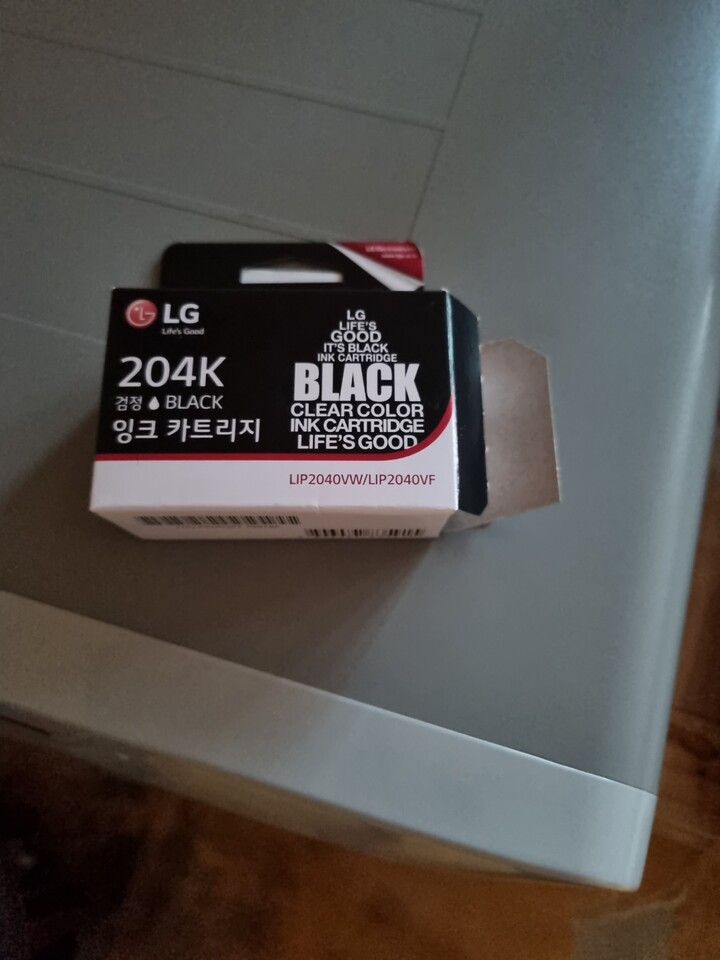 LG
Life's Good
204K
검정 BLACK
잉크 카트리지
LG
LIFE'S
GOOD
IT'S BLACK
INK CARTRIDGE
BLACK
CLEAR COLOR
INK CARTRIDGE
LIFE'S GOOD
LIP2040VW/LIP2040VF